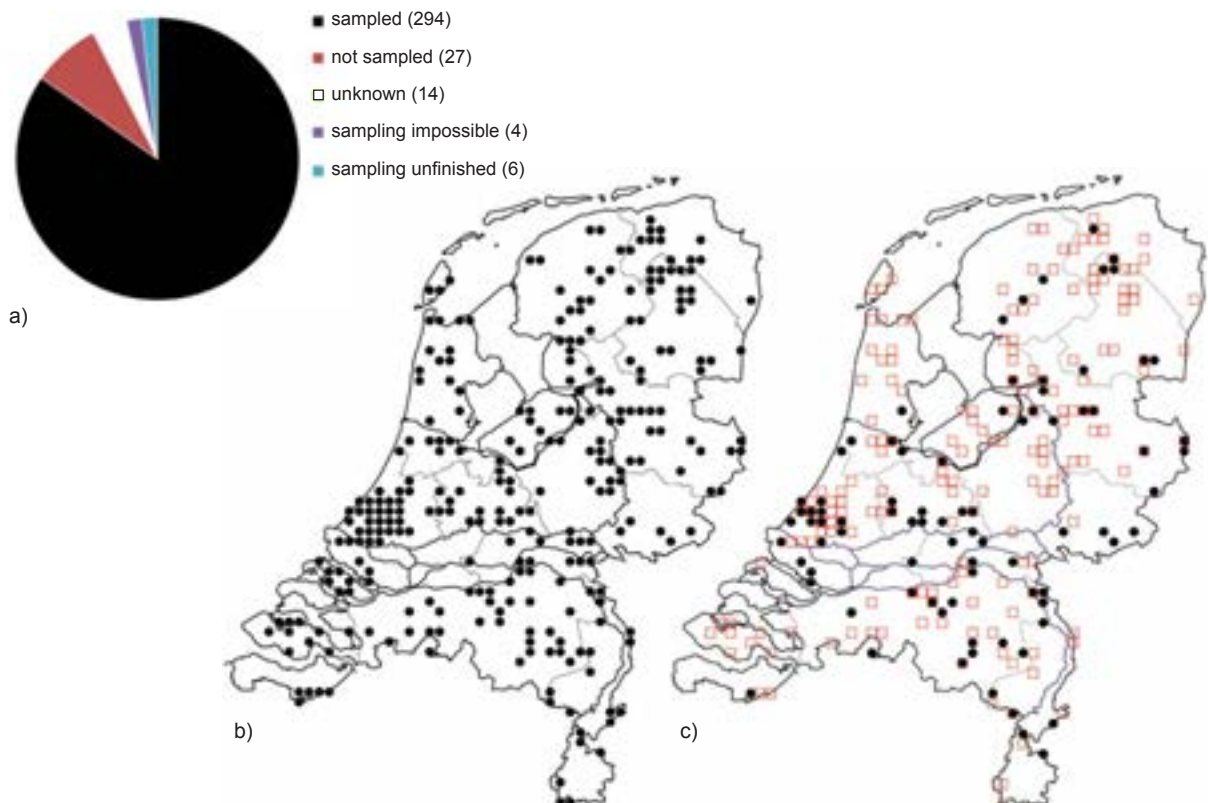 sampled (294)
not sampled (27)
unknown (14)
sampling impossible (4)
sampling unfinished (6)
a)
b)
c)